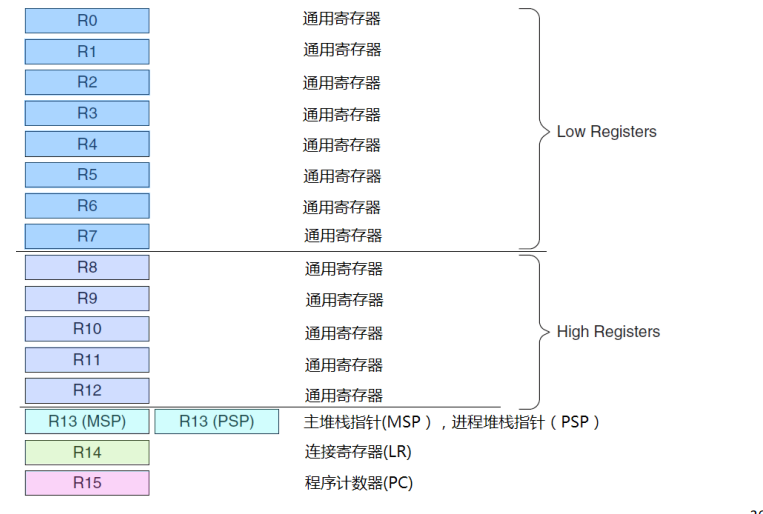 R0 通用寄存器
R1 通用寄存器
R2 通用寄存器
R3 通用寄存器
R4 通用寄存器 Low Registers
R5 通用寄存器
R6 通用寄存器
R7 通用寄存器
R8 通用寄存器
R9 通用寄存器
R10 通用寄存器 High Registers
R11 通用寄存器
R12 通用寄存器
R13 (MSP) R13 (PSP) 主堆栈指针(MSP），进程堆栈指针（PSP）
R14 连接寄存器(LR)
R15 程序计数器(PC)